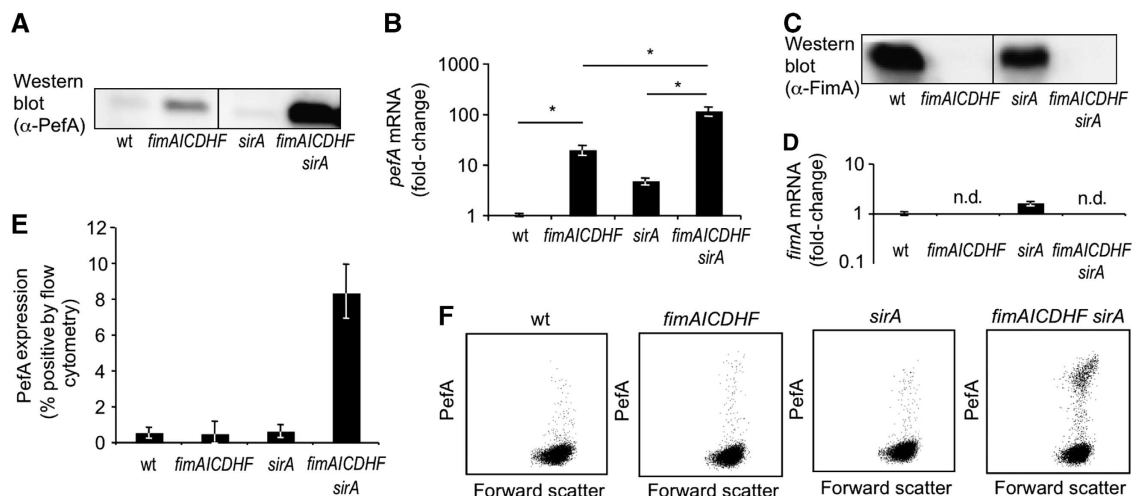 A
Western
blot
(α-PefA)
wt fimAICDHF sirA fimAICDHF
sirA
B
pefA mRNA
(fold- change)
1000
100
10
1
*
*
*
wt fimAICDHF sirA fimAICDHF
sirA
C
Western
blot
(α-FimA)
wt fimAICDHF sirA fimAICDHF
sirA
D
fimA mRNA
(fold-change)
10
1
0.1
n.d.
n.d.
wt fimAICDHF sirA fimAICDHF
sirA
E
PefA expression
(% positive by flow
cytometry)
12
10
8
6
4
2
0
wt fimAICDHF sirA fimAICDHF
sirA
F
wt
fimAICDHF
sirA
fimAICDHF sirA
PefA
PefA
PefA
PefA
Forward scatter
Forward scatter
Forward scatter
Forward scatter